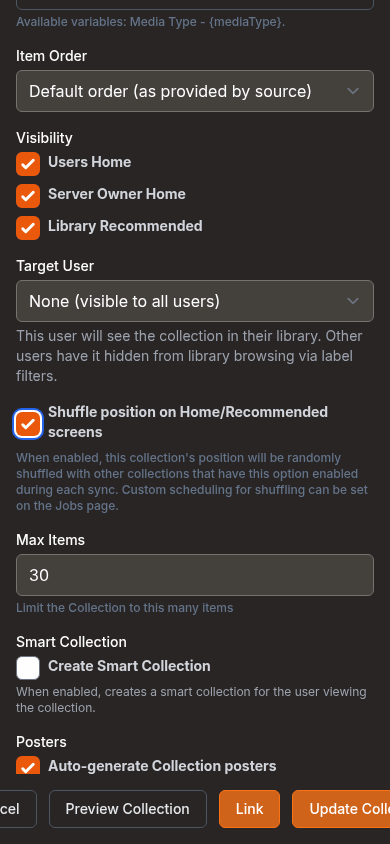 Available variables: Media Type - {mediaType}.
Item Order
Default order (as provided by source)
Visibility
Users Home
Server Owner Home
Library Recommended
Target User
None (visible to all users)
This user will see the collection in their library. Other
users have it hidden from library browsing via label
filters.
Shuffle position on Home/Recommended
screens
When enabled, this collection's position will be randomly
shuffled with other collections that have this option enabled
during each sync. Custom scheduling for shuffling can be set
on the Jobs page.
Max Items
30
Limit the Collection to this many items
Smart Collection
Create Smart Collection
When enabled, creates a smart collection for the user viewing
the collection.
Posters
Auto-generate Collection posters
cel Preview Collection Link Update Colle